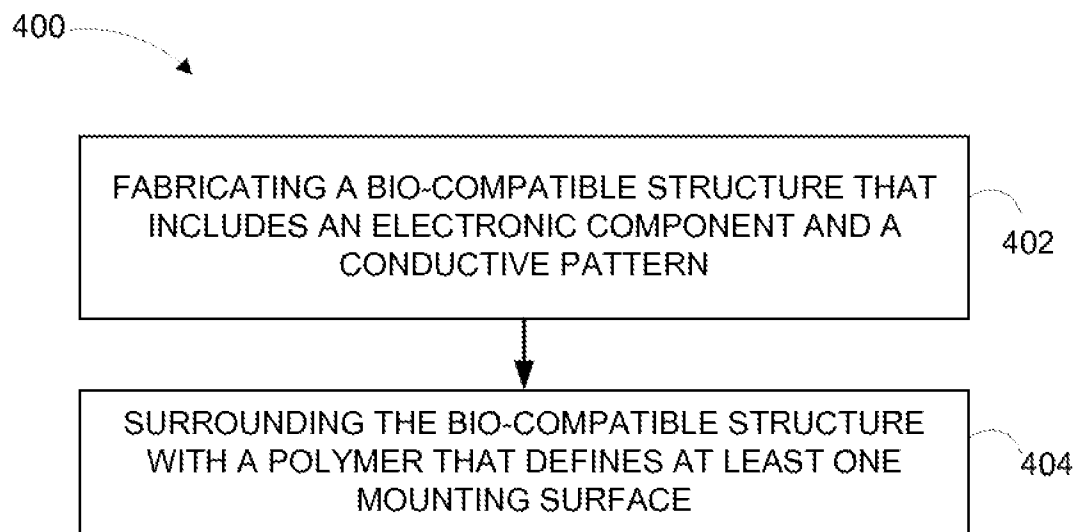 400
FABRICATING A BIO-COMPATIBLE STRUCTURE THAT
INCLUDES AN ELECTRONIC COMPONENT AND A
CONDUCTIVE PATTERN
402
SURROUNDING THE BIO-COMPATIBLE STRUCTURE
WITH A POLYMER THAT DEFINES AT LEAST ONE
MOUNTING SURFACE
404